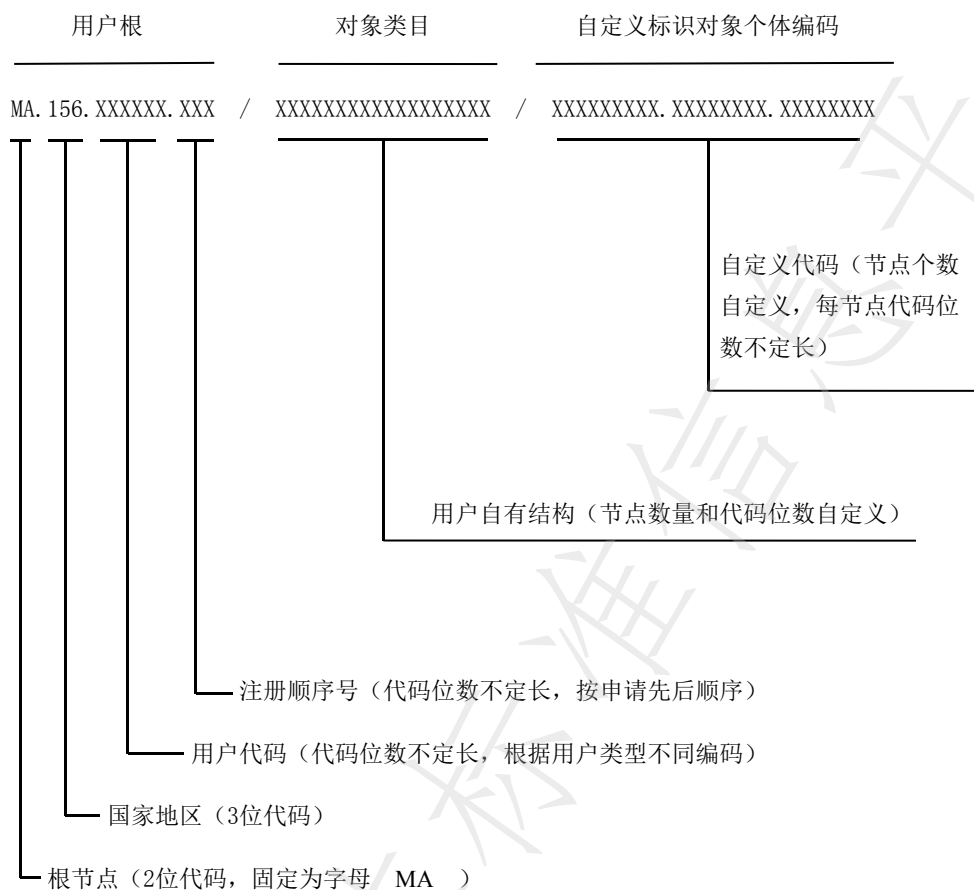 用户根 对象类目 自定义标识对象个体编码
MA.156.XXXXXX.XXX / XXXXXXXXXXXXXXXXXX / XXXXXXXXX.XXXXXXXX.XXXXXXXX
自定义代码（节点个数
自定义，每节点代码位
数不定长）
用户自有结构（节点数量和代码位数自定义）
注册顺序号（代码位数不定长，按申请先后顺序）
用户代码（代码位数不定长，根据用户类型不同编码）
国家地区（3位代码）
根节点（2位代码，固定为字母 MA ）
标准信息平